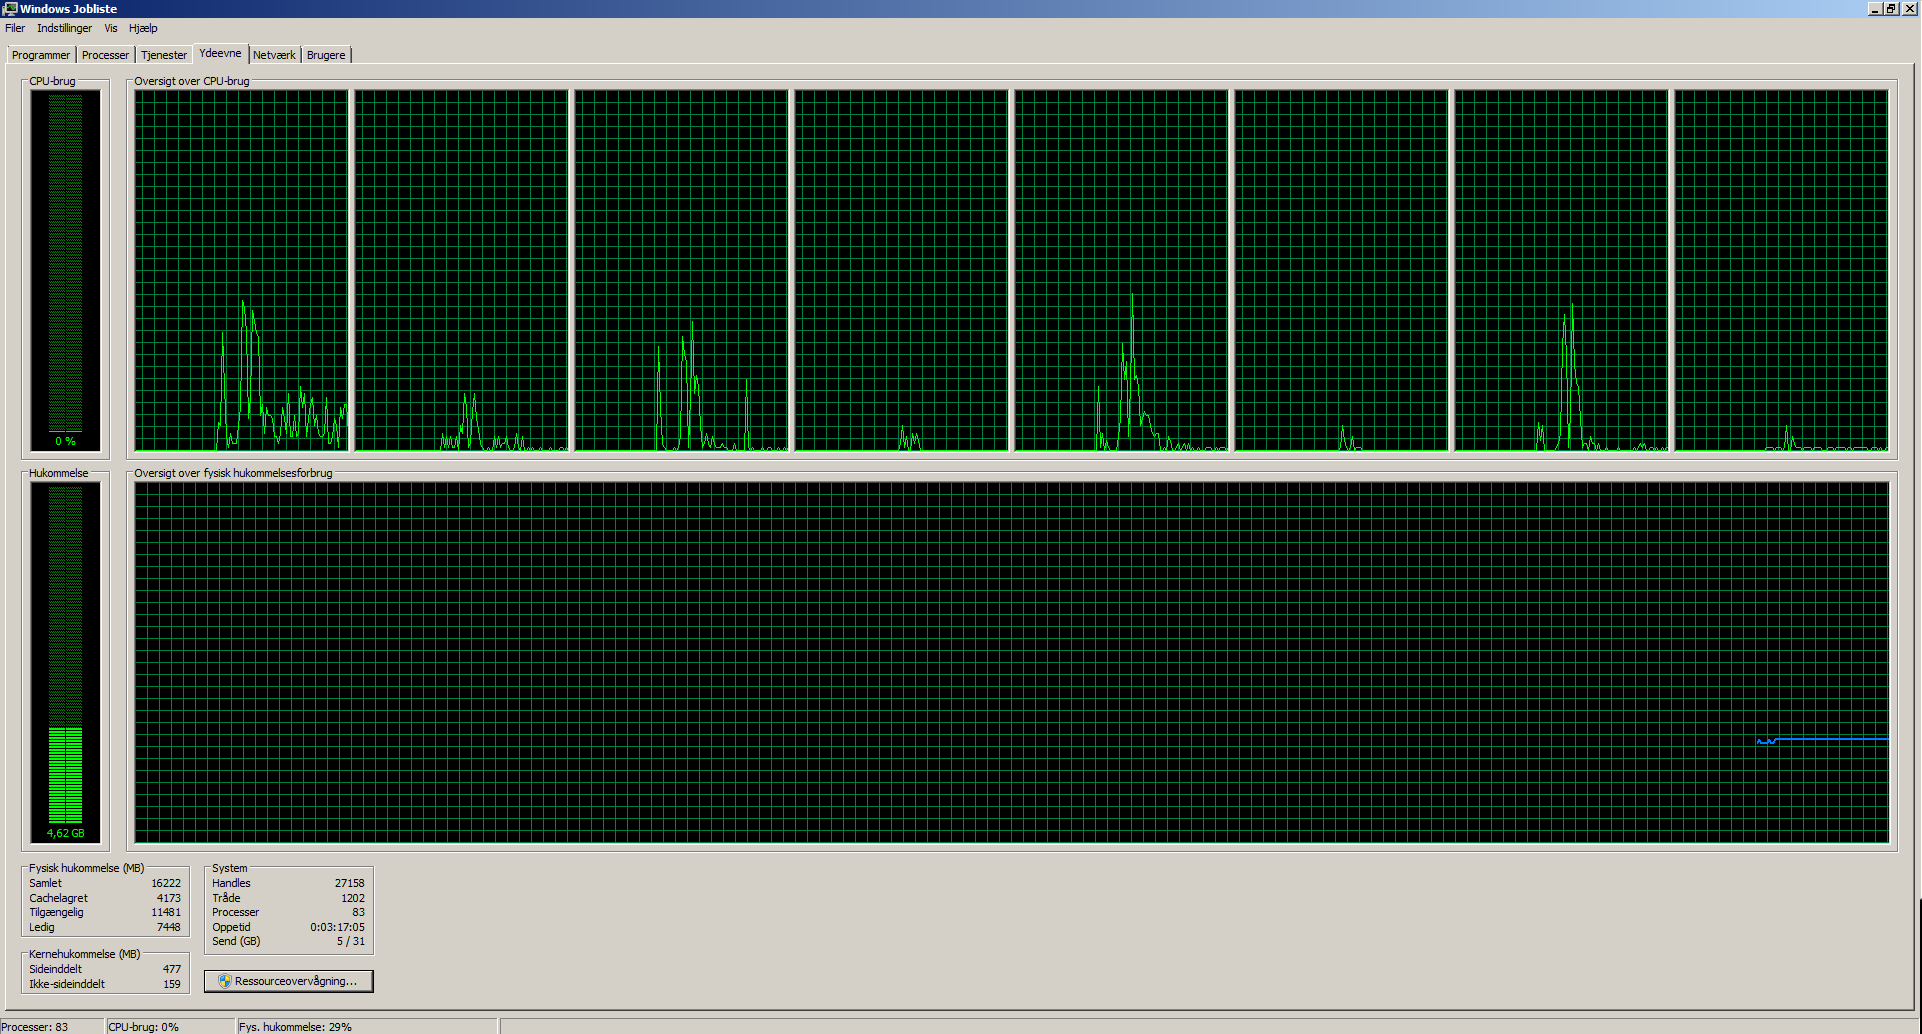 Windows Jobliste
Filer Indstillinger Vis Hjælp
Programmer Processer Tjenester Ydeevne Netværk Brugere
CPU-brug
0 %
Oversigt over CPU-brug
Hukommelse
4,62 GB
Oversigt over fysisk hukommelsesforbrug
Fysisk hukommelse (MB)
Samlet 16222
Cachelagret 4173
Tilgængelig 11481
Ledig 7448
Kernehukommelse (MB)
Sideinddelt 477
Ikke-sideinddelt 159
System
Handles 27158
Tråde 1202
Processer 83
Oppetid 0:03:17:05
Send (GB) 5 / 31
Ressourceovervågning...
Processer: 83 CPU-brug: 0% Fys. hukommelse: 29%